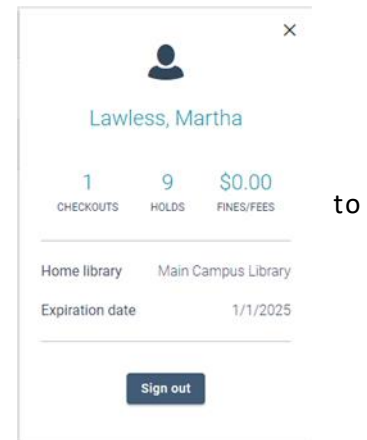 Lawless, Martha
1 9 $0.00
CHECKOUTS HOLDS FINES/FEES
to
Home library Main Campus Library
Expiration date 1/1/2025
Sign out